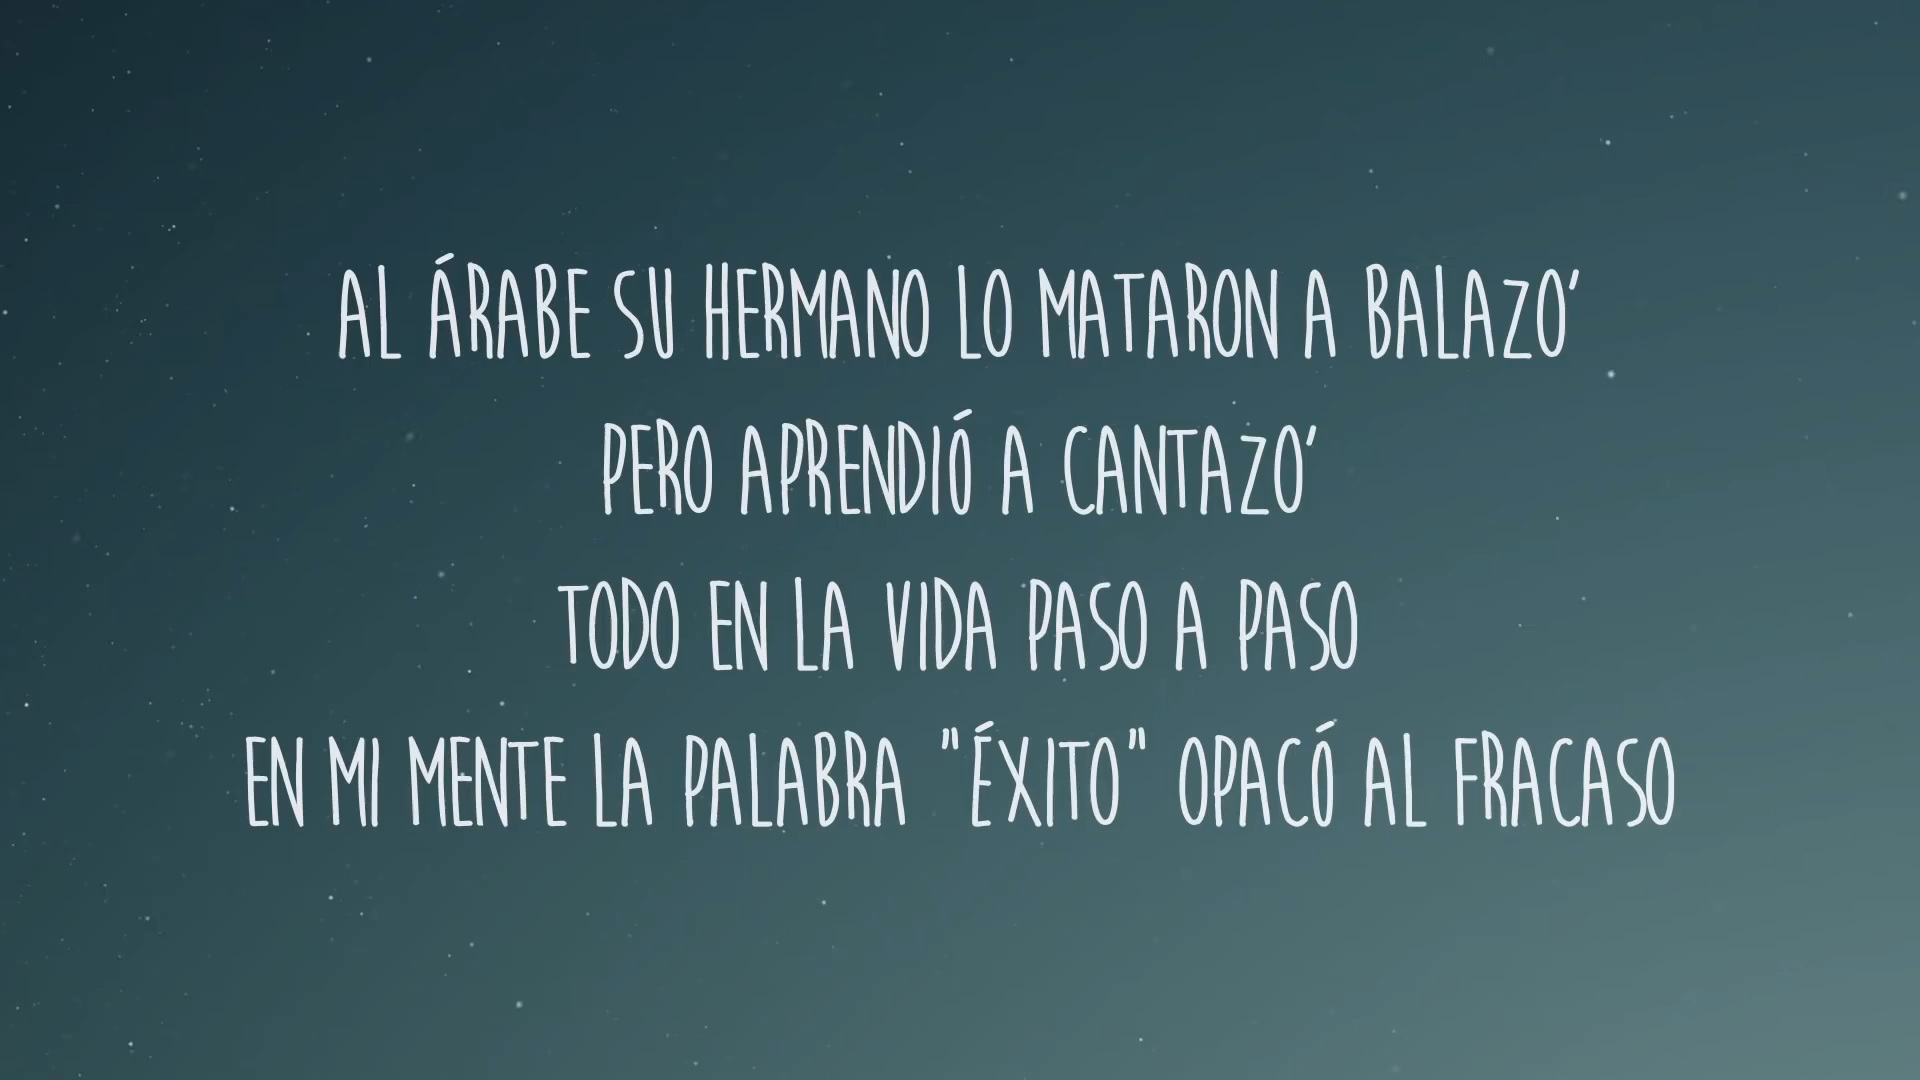 AL ÁRABE SU HERMANO LO MATARON A BALAZO'
PERO APRENDIÓ A CANTAZO'
TODO EN LA VIDA PASO A PASO
EN MI MENTE LA PALABRA "ÉXITO" OPACÓ AL FRACASO